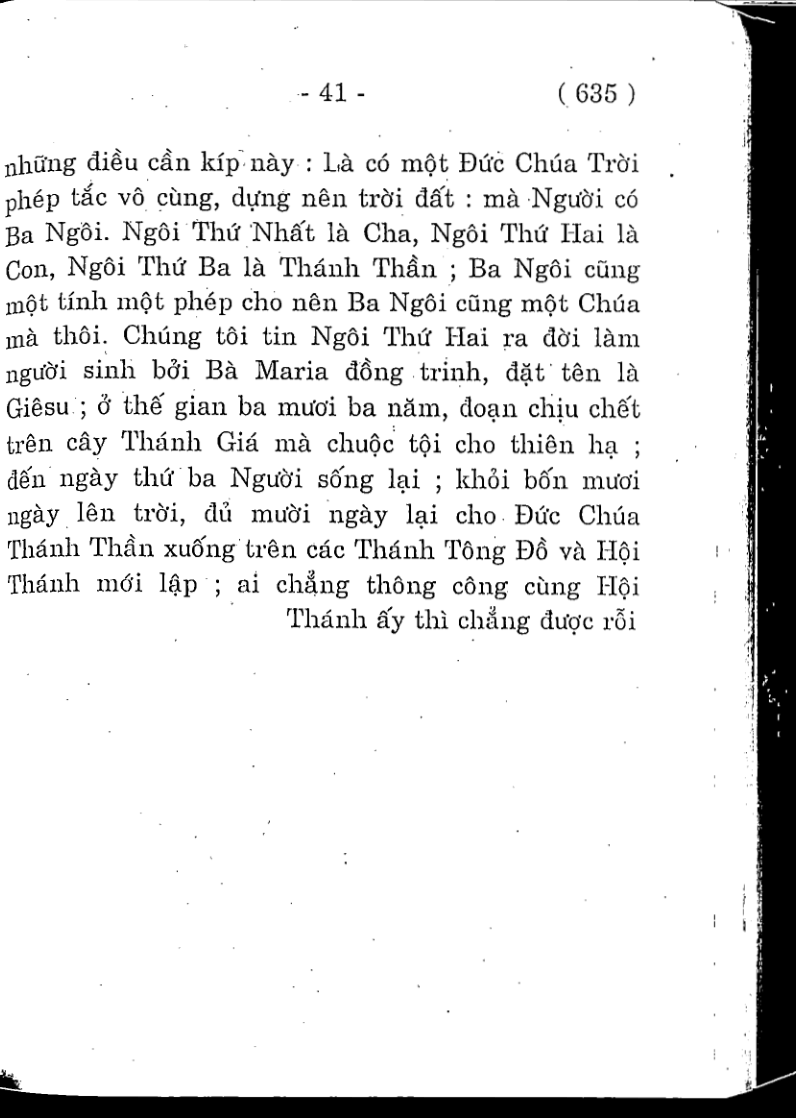 - 41 - ( 635 )
những điều cần kíp này : Là có một Đức Chúa Trời
phép tắc vô cùng, dựng nên trời đất : mà Người có
Ba Ngôi. Ngôi Thứ Nhất là Cha, Ngôi Thứ Hai là
Con, Ngôi Thứ Ba là Thánh Thần ; Ba Ngôi cũng
một tính một phép cho nên Ba Ngôi cũng một Chúa
mà thôi. Chúng tôi tin Ngôi Thứ Hai ra đời làm
người sinh bởi Bà Maria đồng trinh, đặt tên là
Giêsu ; ở thế gian ba mươi ba năm, đoạn chịu chết
trên cây Thánh Giá mà chuộc tội cho thiên hạ ;
đến ngày thứ ba Người sống lại ; khỏi bốn mươi
ngày lên trời, đủ mười ngày lại cho Đức Chúa
Thánh Thần xuống trên các Thánh Tông Đồ và Hội
Thánh mới lập ; ai chẳng thông công cùng Hội
Thánh ấy thì chẳng được rỗi